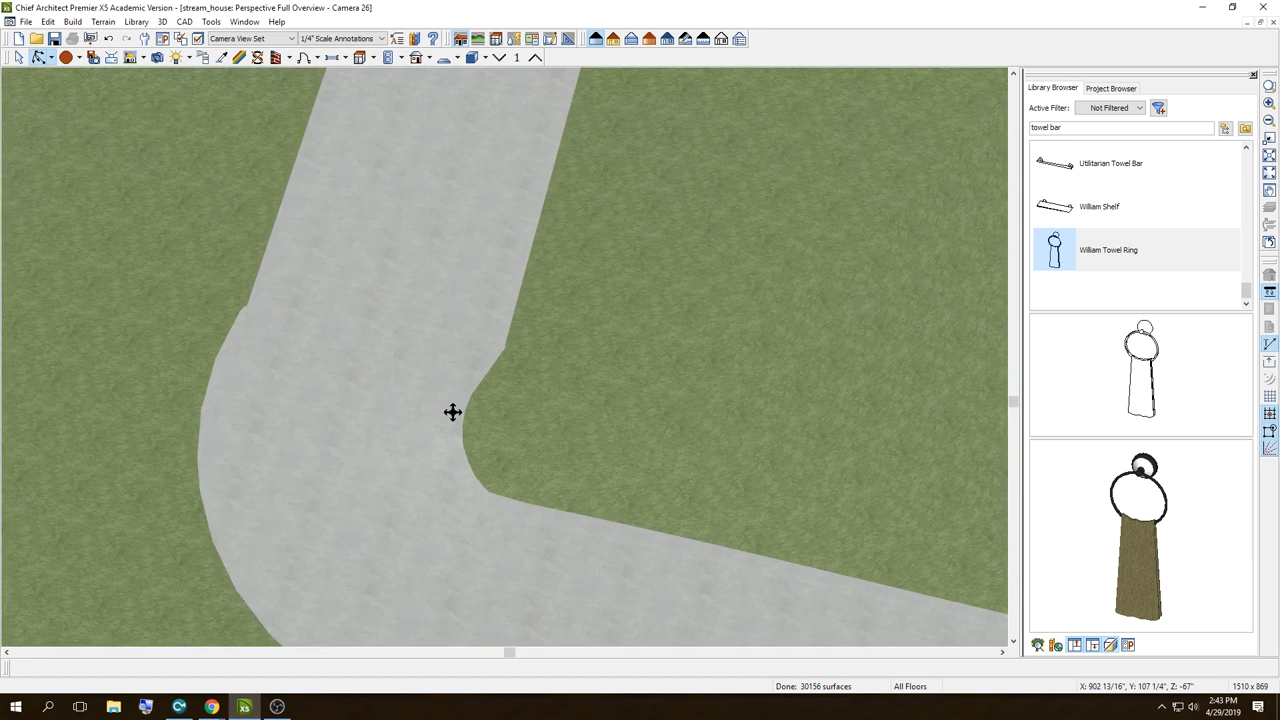 Chief Architect Premier X5 Academic Version - [stream_house: Perspective Full Overview - Camera 26]
File Edit Build Terrain Library 3D CAD Tools Window Help
Camera View Set 1/4" Scale Annotations
1
Library Browser Project Browser
Active Filter: Not Filtered
towel bar
Utilitarian Towel Bar
William Shelf
William Towel Ring
Done: 30156 surfaces All Floors X: 902 13/16", Y: 107 1/4", Z: -67" 1510 x 869
2:43 PM
4/29/2019